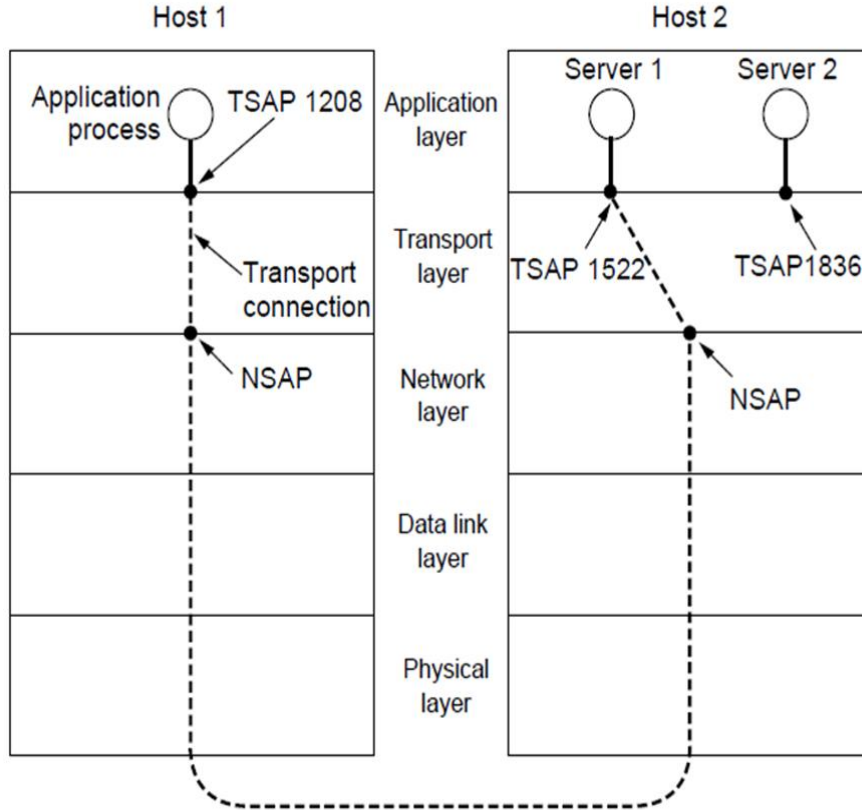 Host 1
Host 2
Application
process
TSAP 1208
Transport
connection
NSAP
Application
layer
Transport
layer
Network
layer
Data link
layer
Physical
layer
Server 1
Server 2
TSAP 1522
TSAP1836
NSAP